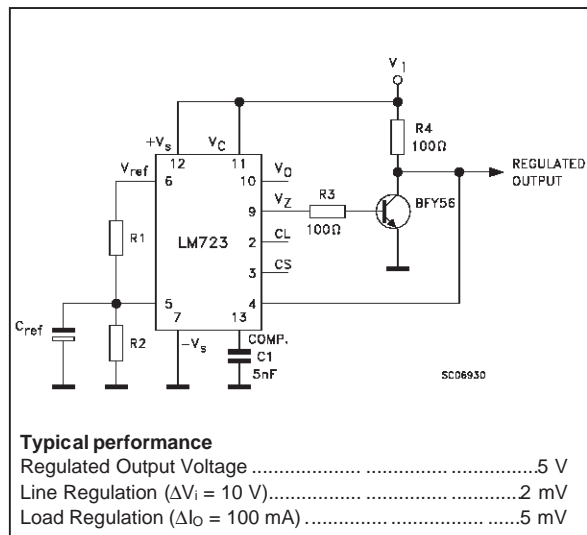 V1
R4
100Ω
REGULATED
OUTPUT
+Vs
VC
12
11
Vref
6
10
VO
R3
BFY56
9
VZ
100Ω
R1
LM723
2
CL
3
CS
5
4
7
13
Cref
R2
-Vs
COMP.
C1
5nF
SC06930
Typical performance
Regulated Output Voltage ..................... ..................... .................5 V
Line Regulation (ΔVi = 10 V)..................... ..................... ..........2 mV
Load Regulation (ΔIO = 100 mA) ..................... ..................... ......5 mV